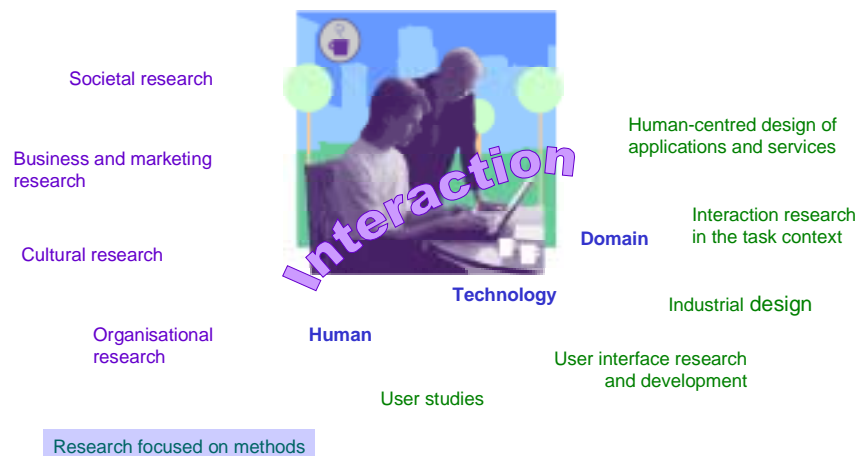 Societal research
Human-centred design of
applications and services
Business and marketing
research
Interaction
Interaction research
in the task context
Domain
Cultural research
Technology
Industrial design
Organisational
research
Human
User interface research
and development
User studies
Research focused on methods